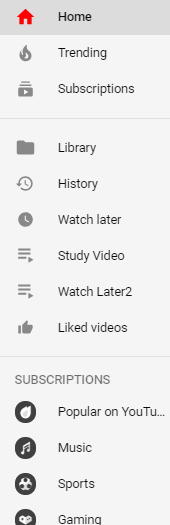 Home
Trending
Subscriptions
Library
History
Watch later
Study Video
Watch Later2
Liked videos
SUBSCRIPTIONS
Popular on YouTu...
Music
Sports
Gaming